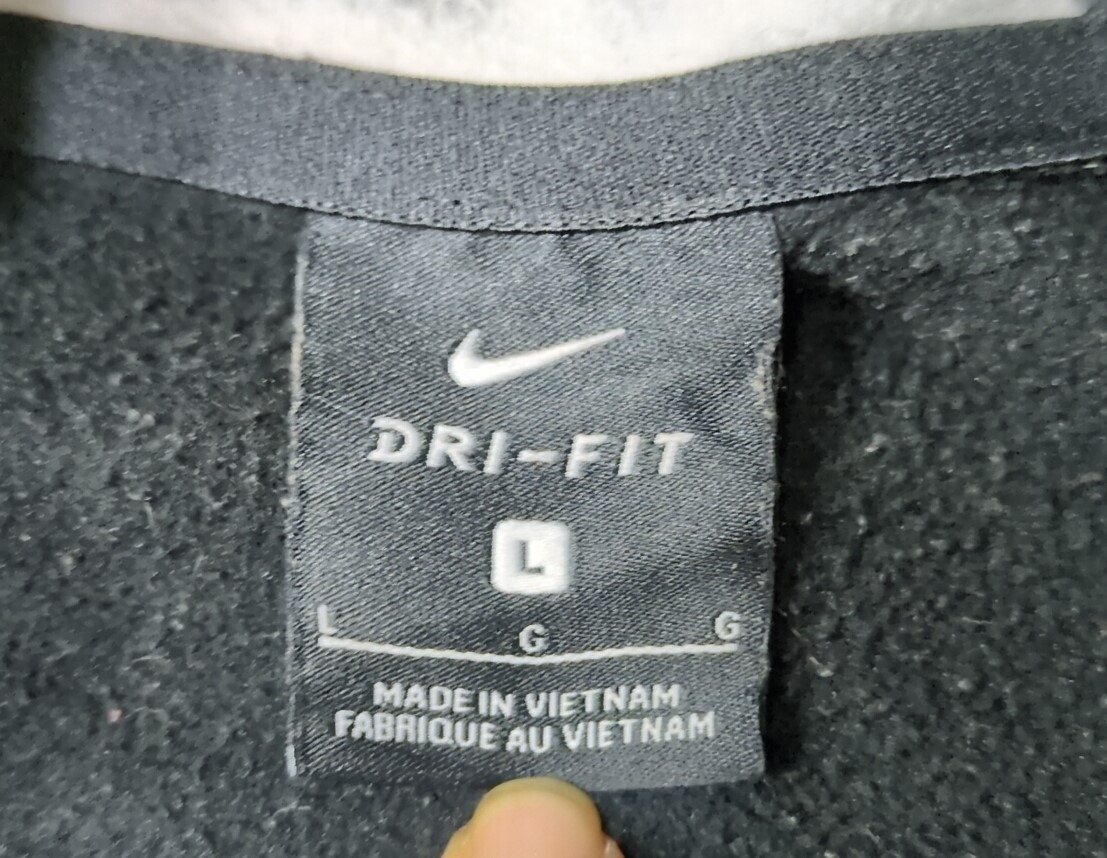 DRI-FIT
L
L G G
MADE IN VIETNAM
FABRIQUE AU VIETNAM